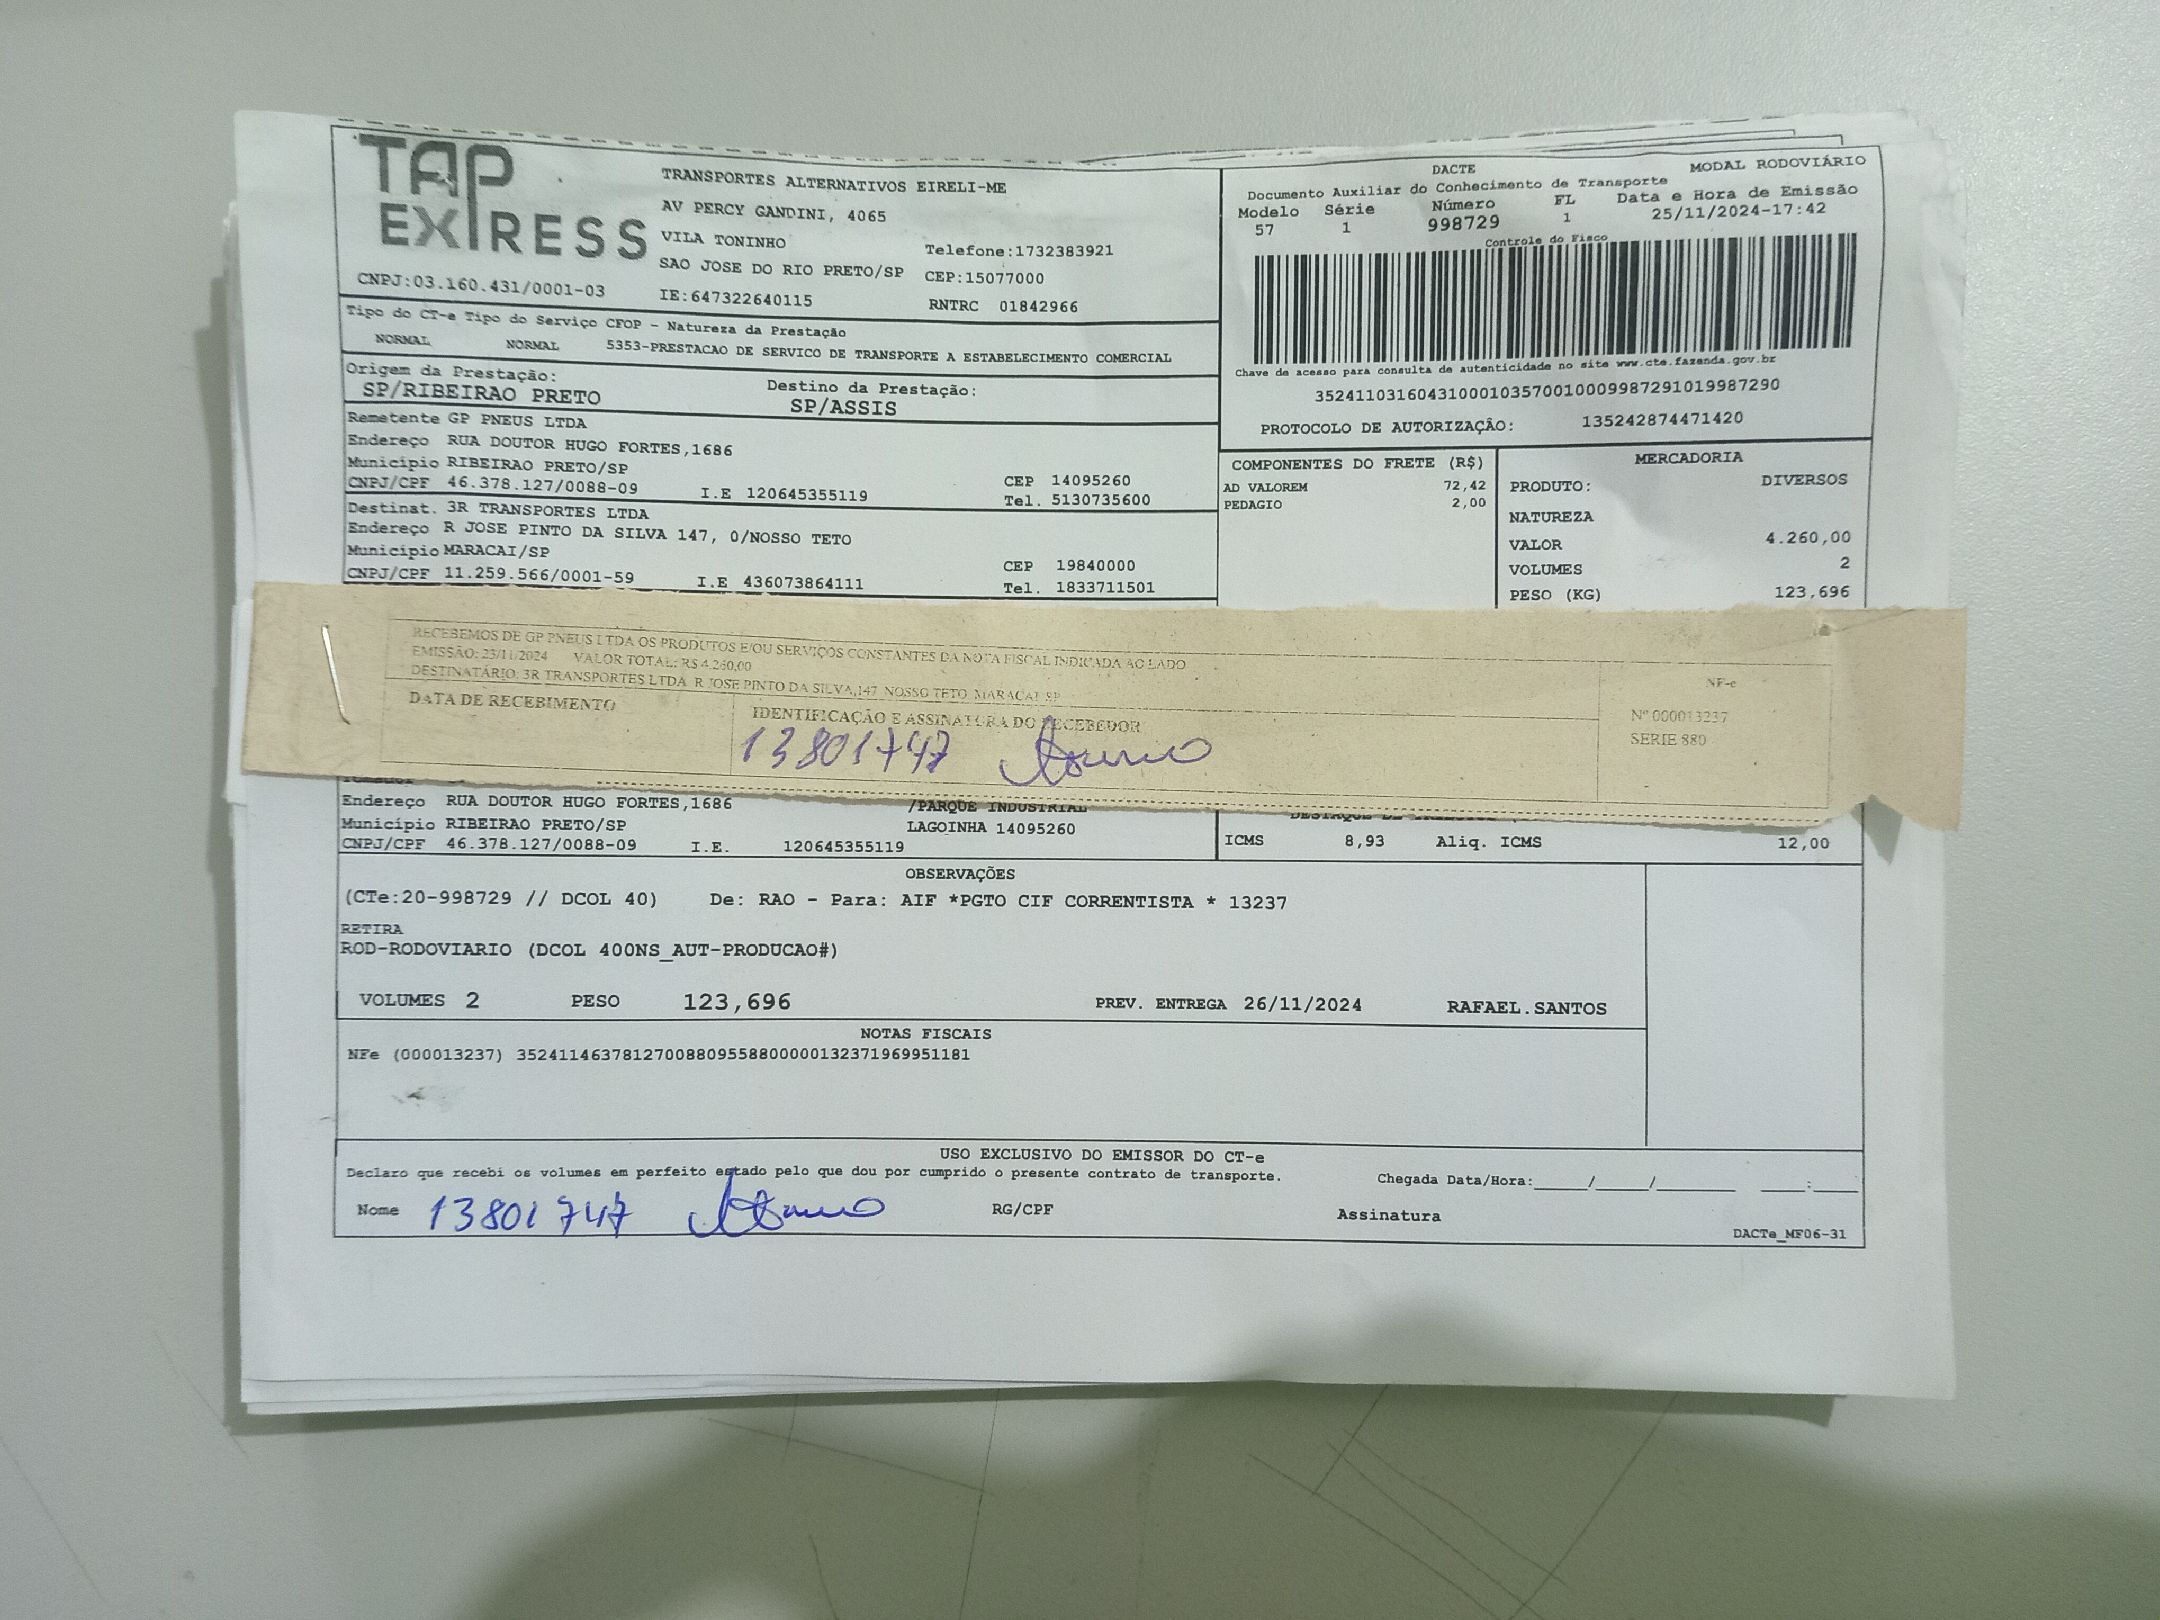 TAP EXPRESS
TRANSPORTES ALTERNATIVOS EIRELI-ME
AV PERCY GANDINI, 4065
VILA TONINHO
Telefone:1732383921
SAO JOSE DO RIO PRETO/SP CEP:15077000
CNPJ:03.160.431/0001-03 IE:647322640115 RNTRC 01842966
Tipo do CT-e Tipo do Serviço CFOP - Natureza da Prestação
NORMAL NORMAL 5353-PRESTACAO DE SERVICO DE TRANSPORTE A ESTABELECIMENTO COMERCIAL
Origem da Prestação: Destino da Prestação:
SP/RIBEIRAO PRETO SP/ASSIS
Remetente GP PNEUS LTDA
Endereço RUA DOUTOR HUGO FORTES,1686
Município RIBEIRAO PRETO/SP CEP 14095260
CNPJ/CPF 46.378.127/0088-09 I.E 120645355119 Tel. 5130735600
Destinat. 3R TRANSPORTES LTDA
Endereço R JOSE PINTO DA SILVA 147, 0/NOSSO TETO
Município MARACAI/SP CEP 19840000
CNPJ/CPF 11.259.566/0001-59 I.E 436073864111 Tel. 1833711501
DACTE MODAL RODOVIÁRIO
Documento Auxiliar do Conhecimento de Transporte
Modelo Série Número FL Data e Hora de Emissão
57 1 998729 1 25/11/2024-17:42
Controle do Fisco
Chave de acesso para consulta de autenticidade no site www.cte.fazenda.gov.br
35241103160431000103570010009987291019987290
PROTOCOLO DE AUTORIZAÇÃO: 135242874471420
COMPONENTES DO FRETE (R$)
AD VALOREM 72,42
PEDAGIO 2,00
MERCADORIA
PRODUTO: DIVERSOS
NATUREZA
VALOR 4.260,00
VOLUMES 2
PESO (KG) 123,696
RECEBEMOS DE GP PNEUS LTDA OS PRODUTOS E/OU SERVIÇOS CONSTANTES DA NOTA FISCAL INDICADA AO LADO
EMISSÃO: 23/11/2024 VALOR TOTAL: R$ 4.260,00
DESTINATÁRIO: 3R TRANSPORTES LTDA R JOSE PINTO DA SILVA,147 NOSSO TETO MARACAI SP
DATA DE RECEBIMENTO
IDENTIFICAÇÃO E ASSINATURA DO RECEBEDOR
13801747
NF-e
Nº 000013237
SERIE 880
Endereço RUA DOUTOR HUGO FORTES,1686 /PARQUE INDUSTRIAL
Município RIBEIRAO PRETO/SP LAGOINHA 14095260
CNPJ/CPF 46.378.127/0088-09 I.E. 120645355119
ICMS 8,93 Aliq. ICMS 12,00
OBSERVAÇÕES
(CTe:20-998729 // DCOL 40) De: RAO - Para: AIF *PGTO CIF CORRENTISTA * 13237
RETIRA
ROD-RODOVIARIO (DCOL 400NS_AUT-PRODUCAO#)
VOLUMES 2 PESO 123,696 PREV. ENTREGA 26/11/2024 RAFAEL.SANTOS
NOTAS FISCAIS
NFe (000013237) 35241146378127008809558800000132371969951181
USO EXCLUSIVO DO EMISSOR DO CT-e
Declaro que recebi os volumes em perfeito estado pelo que dou por cumprido o presente contrato de transporte.
Chegada Data/Hora:_____/_____/________ ____:____
Nome 13801747 RG/CPF Assinatura
DACTe_MF06-31